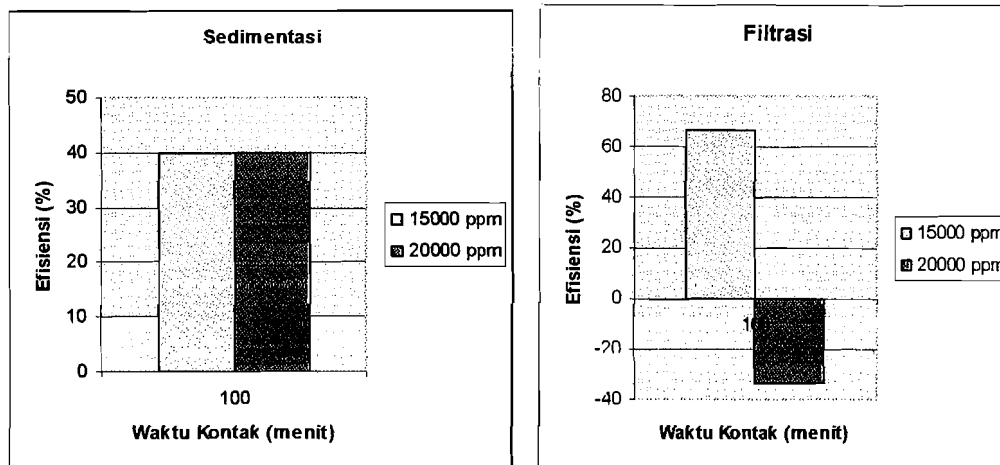 Sedimentasi
Efisiensi (%)
50
40
30
20
10
0
100
Waktu Kontak (menit)
15000 ppm
20000 ppm
Filtrasi
Efisiensi (%)
80
60
40
20
0
-20
-40
Waktu Kontak (menit)
15000 ppm
20000 ppm